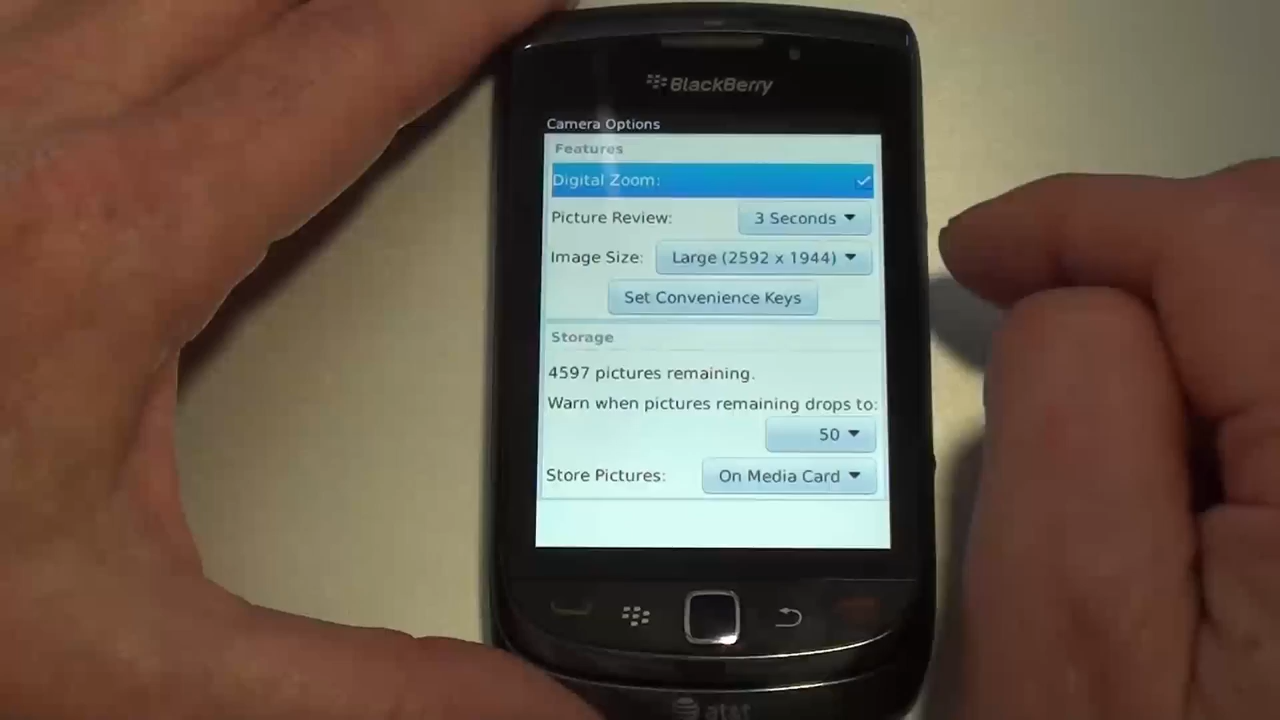 BlackBerry
Camera Options
Features
Digital Zoom:
Picture Review: 3 Seconds
Image Size: Large (2592 x 1944)
Set Convenience Keys
Storage
4597 pictures remaining.
Warn when pictures remaining drops to:
50
Store Pictures: On Media Card
at&t